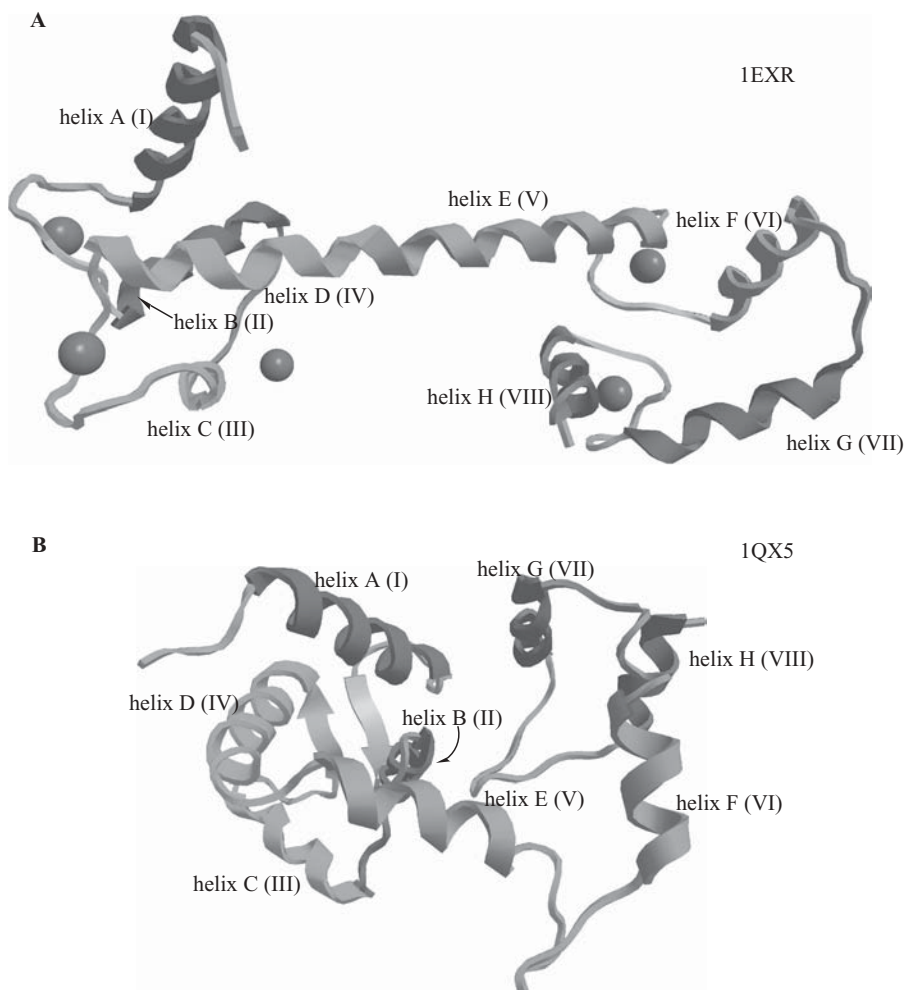 A
1EXR
helix A (I)
helix E (V)
helix F (VI)
helix D (IV)
helix B (II)
helix H (VIII)
helix C (III)
helix G (VII)
B
1QX5
helix G (VII)
helix A (I)
helix H (VIII)
helix D (IV)
helix B (II)
helix E (V)
helix F (VI)
helix C (III)